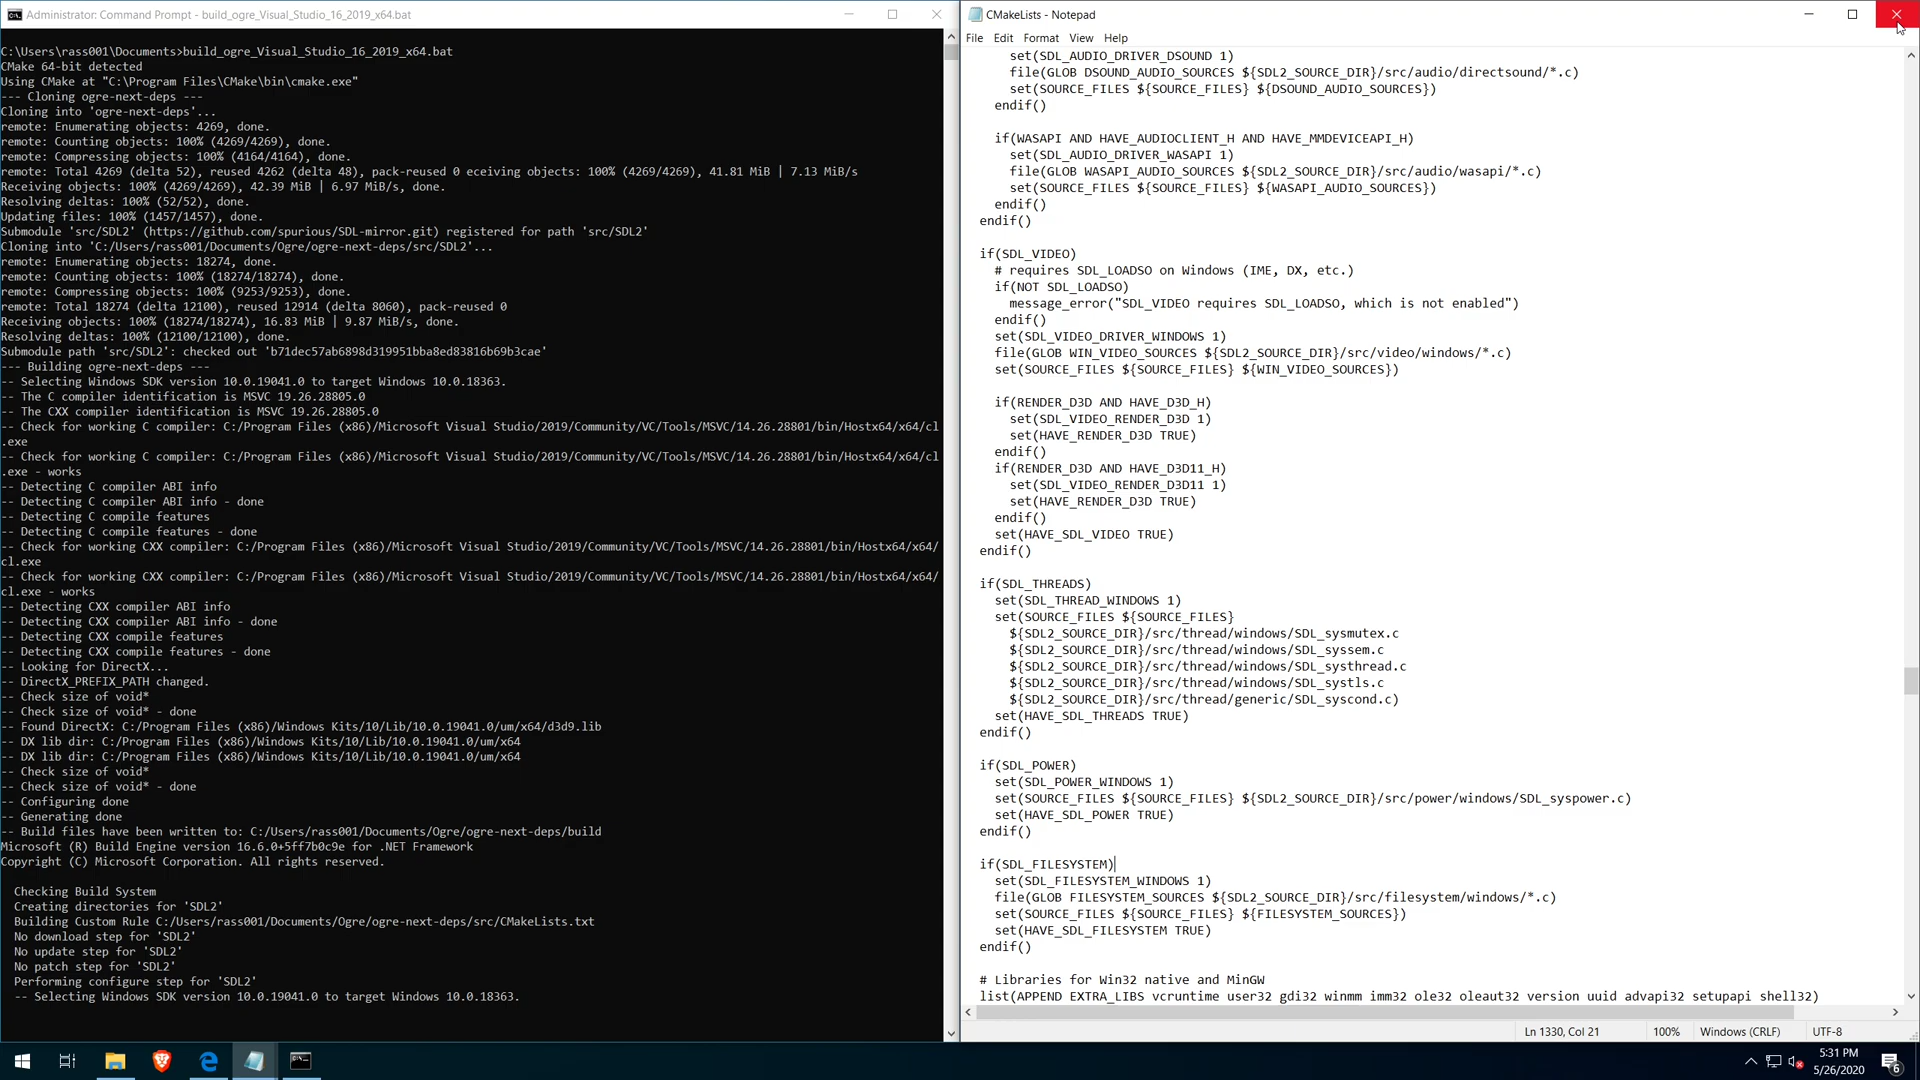 Administrator: Command Prompt - build_ogre_Visual_Studio_16_2019_x64.bat
C:\Users\rass001\Documents>build_ogre_Visual_Studio_16_2019_x64.bat
CMake 64-bit detected
Using CMake at "C:\Program Files\CMake\bin\cmake.exe"
--- Cloning ogre-next-deps ---
Cloning into 'ogre-next-deps'...
remote: Enumerating objects: 4269, done.
remote: Counting objects: 100% (4269/4269), done.
remote: Compressing objects: 100% (4164/4164), done.
remote: Total 4269 (delta 52), reused 4262 (delta 48), pack-reused 0 eceiving objects: 100% (4269/4269), 41.81 MiB | 7.13 MiB/s
Receiving objects: 100% (4269/4269), 42.39 MiB | 6.97 MiB/s, done.
Resolving deltas: 100% (52/52), done.
Updating files: 100% (1457/1457), done.
Submodule 'src/SDL2' (https://github.com/spurious/SDL-mirror.git) registered for path 'src/SDL2'
Cloning into 'C:/Users/rass001/Documents/Ogre/ogre-next-deps/src/SDL2'...
remote: Enumerating objects: 18274, done.
remote: Counting objects: 100% (18274/18274), done.
remote: Compressing objects: 100% (9253/9253), done.
remote: Total 18274 (delta 12100), reused 12914 (delta 8060), pack-reused 0
Receiving objects: 100% (18274/18274), 16.83 MiB | 9.87 MiB/s, done.
Resolving deltas: 100% (12100/12100), done.
Submodule path 'src/SDL2': checked out 'b71dec57ab6898d319951bba8ed83816b69b3cae'
--- Building ogre-next-deps ---
-- Selecting Windows SDK version 10.0.19041.0 to target Windows 10.0.18363.
-- The C compiler identification is MSVC 19.26.28805.0
-- The CXX compiler identification is MSVC 19.26.28805.0
-- Check for working C compiler: C:/Program Files (x86)/Microsoft Visual Studio/2019/Community/VC/Tools/MSVC/14.26.28801/bin/Hostx64/x64/cl
.exe
-- Check for working C compiler: C:/Program Files (x86)/Microsoft Visual Studio/2019/Community/VC/Tools/MSVC/14.26.28801/bin/Hostx64/x64/cl
.exe - works
-- Detecting C compiler ABI info
-- Detecting C compiler ABI info - done
-- Detecting C compile features
-- Detecting C compile features - done
-- Check for working CXX compiler: C:/Program Files (x86)/Microsoft Visual Studio/2019/Community/VC/Tools/MSVC/14.26.28801/bin/Hostx64/x64/
cl.exe
-- Check for working CXX compiler: C:/Program Files (x86)/Microsoft Visual Studio/2019/Community/VC/Tools/MSVC/14.26.28801/bin/Hostx64/x64/
cl.exe - works
-- Detecting CXX compiler ABI info
-- Detecting CXX compiler ABI info - done
-- Detecting CXX compile features
-- Detecting CXX compile features - done
-- Looking for DirectX...
-- DirectX_PREFIX_PATH changed.
-- Check size of void*
-- Check size of void* - done
-- Found DirectX: C:/Program Files (x86)/Windows Kits/10/Lib/10.0.19041.0/um/x64/d3d9.lib
-- DX lib dir: C:/Program Files (x86)/Windows Kits/10/Lib/10.0.19041.0/um/x64
-- DX lib dir: C:/Program Files (x86)/Windows Kits/10/Lib/10.0.19041.0/um/x64
-- Check size of void*
-- Check size of void* - done
-- Configuring done
-- Generating done
-- Build files have been written to: C:/Users/rass001/Documents/Ogre/ogre-next-deps/build
Microsoft (R) Build Engine version 16.6.0+5ff7b0c9e for .NET Framework
Copyright (C) Microsoft Corporation. All rights reserved.
Checking Build System
Creating directories for 'SDL2'
Building Custom Rule C:/Users/rass001/Documents/Ogre/ogre-next-deps/src/CMakeLists.txt
No download step for 'SDL2'
No update step for 'SDL2'
No patch step for 'SDL2'
Performing configure step for 'SDL2'
-- Selecting Windows SDK version 10.0.19041.0 to target Windows 10.0.18363.
CMakeLists - Notepad
File Edit Format View Help
set(SDL_AUDIO_DRIVER_DSOUND 1)
file(GLOB DSOUND_AUDIO_SOURCES ${SDL2_SOURCE_DIR}/src/audio/directsound/*.c)
set(SOURCE_FILES ${SOURCE_FILES} ${DSOUND_AUDIO_SOURCES})
endif()
if(WASAPI AND HAVE_AUDIOCLIENT_H AND HAVE_MMDEVICEAPI_H)
set(SDL_AUDIO_DRIVER_WASAPI 1)
file(GLOB WASAPI_AUDIO_SOURCES ${SDL2_SOURCE_DIR}/src/audio/wasapi/*.c)
set(SOURCE_FILES ${SOURCE_FILES} ${WASAPI_AUDIO_SOURCES})
endif()
endif()
if(SDL_VIDEO)
# requires SDL_LOADSO on Windows (IME, DX, etc.)
if(NOT SDL_LOADSO)
message_error("SDL_VIDEO requires SDL_LOADSO, which is not enabled")
endif()
set(SDL_VIDEO_DRIVER_WINDOWS 1)
file(GLOB WIN_VIDEO_SOURCES ${SDL2_SOURCE_DIR}/src/video/windows/*.c)
set(SOURCE_FILES ${SOURCE_FILES} ${WIN_VIDEO_SOURCES})
if(RENDER_D3D AND HAVE_D3D_H)
set(SDL_VIDEO_RENDER_D3D 1)
set(HAVE_RENDER_D3D TRUE)
endif()
if(RENDER_D3D AND HAVE_D3D11_H)
set(SDL_VIDEO_RENDER_D3D11 1)
set(HAVE_RENDER_D3D TRUE)
endif()
set(HAVE_SDL_VIDEO TRUE)
endif()
if(SDL_THREADS)
set(SDL_THREAD_WINDOWS 1)
set(SOURCE_FILES ${SOURCE_FILES}
${SDL2_SOURCE_DIR}/src/thread/windows/SDL_sysmutex.c
${SDL2_SOURCE_DIR}/src/thread/windows/SDL_syssem.c
${SDL2_SOURCE_DIR}/src/thread/windows/SDL_systhread.c
${SDL2_SOURCE_DIR}/src/thread/windows/SDL_systls.c
${SDL2_SOURCE_DIR}/src/thread/generic/SDL_syscond.c)
set(HAVE_SDL_THREADS TRUE)
endif()
if(SDL_POWER)
set(SDL_POWER_WINDOWS 1)
set(SOURCE_FILES ${SOURCE_FILES} ${SDL2_SOURCE_DIR}/src/power/windows/SDL_syspower.c)
set(HAVE_SDL_POWER TRUE)
endif()
if(SDL_FILESYSTEM)
set(SDL_FILESYSTEM_WINDOWS 1)
file(GLOB FILESYSTEM_SOURCES ${SDL2_SOURCE_DIR}/src/filesystem/windows/*.c)
set(SOURCE_FILES ${SOURCE_FILES} ${FILESYSTEM_SOURCES})
set(HAVE_SDL_FILESYSTEM TRUE)
endif()
# Libraries for Win32 native and MinGW
list(APPEND EXTRA_LIBS vcruntime user32 gdi32 winmm imm32 ole32 oleaut32 version uuid advapi32 setupapi shell32)
Ln 1330, Col 21 100% Windows (CRLF) UTF-8
5:31 PM
5/26/2020
6